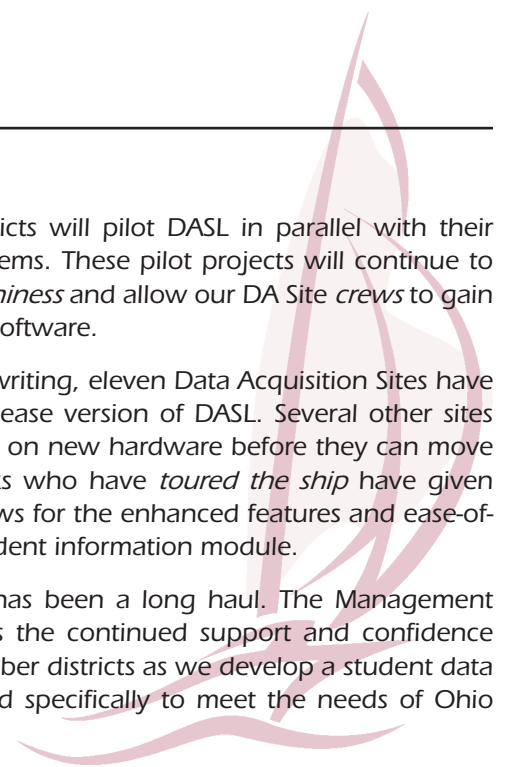 icts will pilot DASL in parallel with their
tems. These pilot projects will continue to
hiness and allow our DA Site crews to gain
oftware.
writing, eleven Data Acquisition Sites have
ease version of DASL. Several other sites
on new hardware before they can move
ks who have toured the ship have given
ws for the enhanced features and ease-of-
dent information module.
has been a long haul. The Management
s the continued support and confidence
ber districts as we develop a student data
d specifically to meet the needs of Ohio